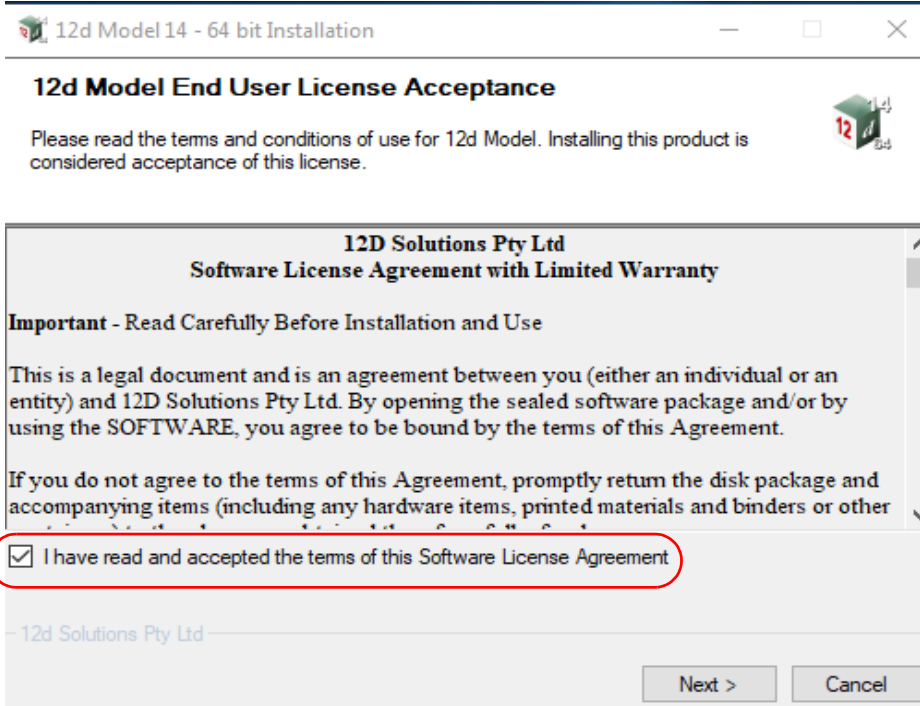 12d Model 14 - 64 bit Installation
12d Model End User License Acceptance
Please read the terms and conditions of use for 12d Model. Installing this product is
considered acceptance of this license.
14
12 d
64
12D Solutions Pty Ltd
Software License Agreement with Limited Warranty
Important - Read Carefully Before Installation and Use
This is a legal document and is an agreement between you (either an individual or an
entity) and 12D Solutions Pty Ltd. By opening the sealed software package and/or by
using the SOFTWARE, you agree to be bound by the terms of this Agreement.
If you do not agree to the terms of this Agreement, promptly return the disk package and
accompanying items (including any hardware items, printed materials and binders or other
I have read and accepted the terms of this Software License Agreement
12d Solutions Pty Ltd
Next >
Cancel